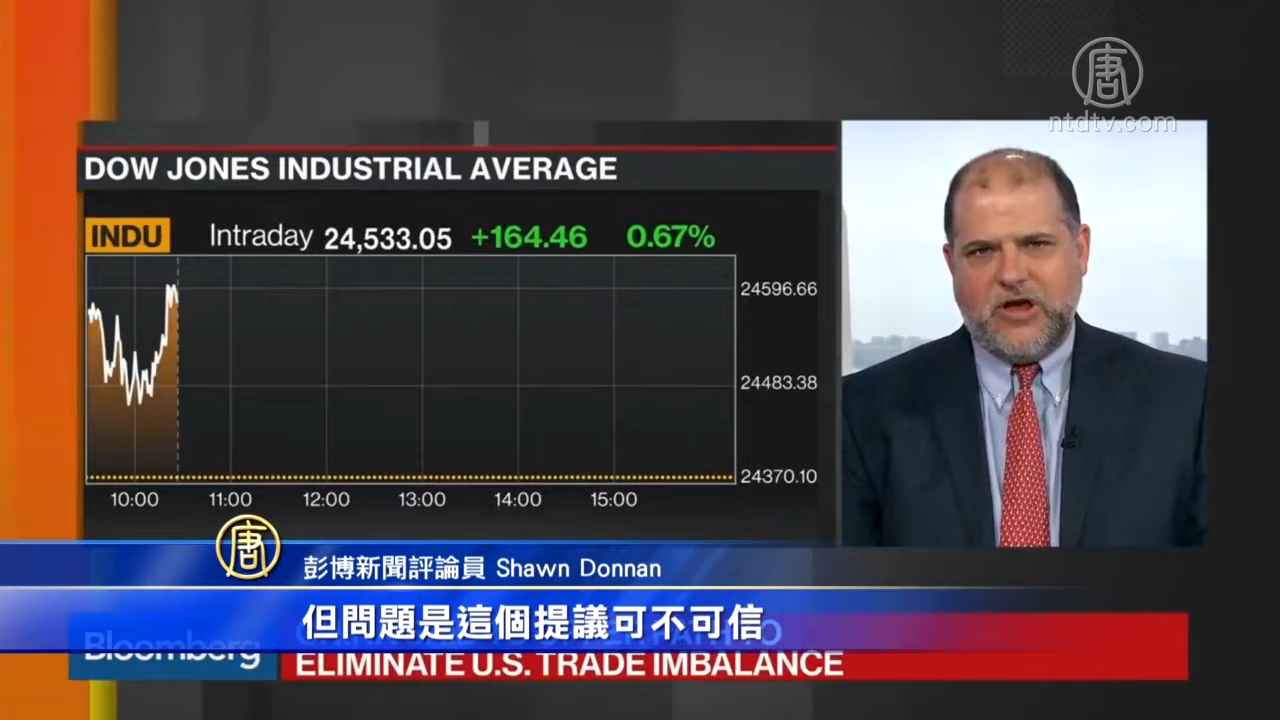 唐
ntdtv.com
DOW JONES INDUSTRIAL AVERAGE
INDU Intraday 24,533.05 +164.46 0.67%
24596.66
24483.38
24370.10
10:00 11:00 12:00 13:00 14:00 15:00
唐
彭博新聞評論員 Shawn Donnan
但問題是這個提議可不可信
Bloomberg
ELIMINATE U.S. TRADE IMBALANCE